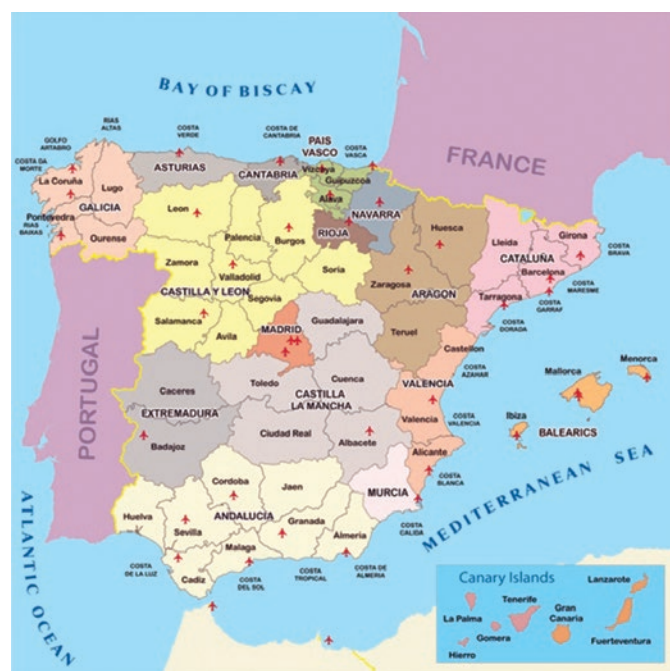 BAY OF BISCAY
FRANCE
GOLFO
ARTABRO
RIAS
ALTAS
COSTA
VERDE
COSTA DE
CANTABRIA
PAIS
VASCO
COSTA
VASCA
COSTA DA
MORTE
La Coruña
Lugo
GALICIA
Pontevedra
RIAS
BAIXAS
Ourense
ASTURIAS
CANTABRIA
Vizcaya
Guipuzcoa
Alava
NAVARRA
RIOJA
Leon
Palencia
Burgos
Zamora
Valladolid
Soria
CASTILLA Y LEON
Segovia
Salamanca
Avila
MADRID
Huesca
Zaragosa
ARAGON
Teruel
Lleida
Girona
CATALUÑA
Barcelona
Tarragona
COSTA
BRAVA
COSTA
MARESME
COSTA
GARRAF
COSTA
DORADA
PORTUGAL
Guadalajara
Toledo
Cuenca
CASTILLA
LA MANCHA
Ciudad Real
Albacete
Caceres
EXTREMADURA
Badajoz
Castellon
COSTA
AZAHAR
VALENCIA
Valencia
COSTA
VALENCIA
Alicante
COSTA
BLANCA
MURCIA
COSTA
CALIDA
Menorca
Mallorca
Ibiza
BALEARICS
MEDITERRANEAN SEA
Cordoba
Jaen
Huelva
Sevilla
ANDALUCIA
Granada
Almeria
Malaga
Cadiz
COSTA
DE LA LUZ
COSTA
DEL SOL
COSTA
TROPICAL
COSTA DE
ALMERIA
ATLANTIC OCEAN
Canary Islands
Lanzarote
La Palma
Tenerife
Gran
Canaria
Gomera
Hierro
Fuerteventura